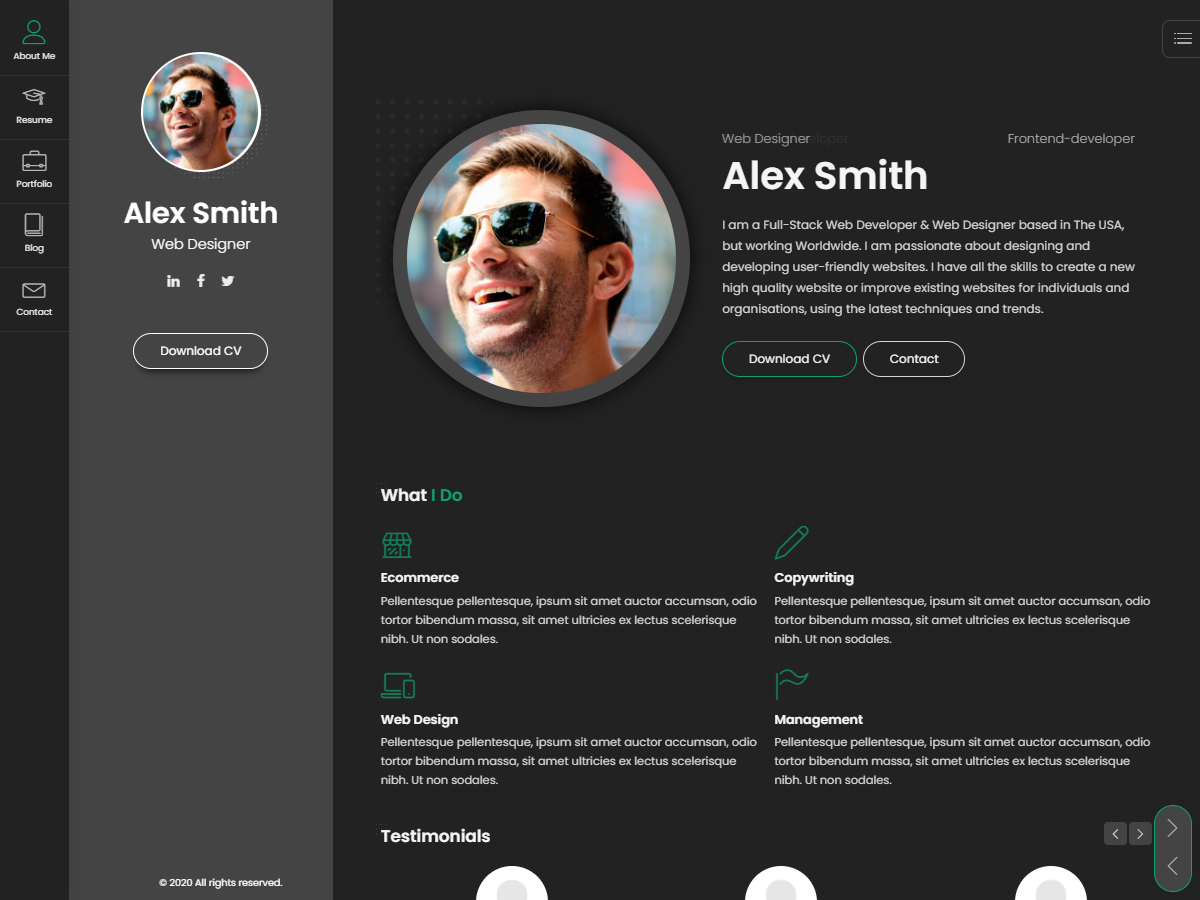 About Me
Resume
Portfolio
Blog
Contact
Alex Smith
Web Designer
Download CV
© 2020 All rights reserved.
Web Designer
Frontend-developer
Alex Smith
I am a Full-Stack Web Developer & Web Designer based in The USA,
but working Worldwide. I am passionate about designing and
developing user-friendly websites. I have all the skills to create a new
high quality website or improve existing websites for individuals and
organisations, using the latest techniques and trends.
Download CV
Contact
What I Do
Ecommerce
Pellentesque pellentesque, ipsum sit amet auctor accumsan, odio
tortor bibendum massa, sit amet ultricies ex lectus scelerisque
nibh. Ut non sodales.
Copywriting
Pellentesque pellentesque, ipsum sit amet auctor accumsan, odio
tortor bibendum massa, sit amet ultricies ex lectus scelerisque
nibh. Ut non sodales.
Web Design
Pellentesque pellentesque, ipsum sit amet auctor accumsan, odio
tortor bibendum massa, sit amet ultricies ex lectus scelerisque
nibh. Ut non sodales.
Management
Pellentesque pellentesque, ipsum sit amet auctor accumsan, odio
tortor bibendum massa, sit amet ultricies ex lectus scelerisque
nibh. Ut non sodales.
Testimonials